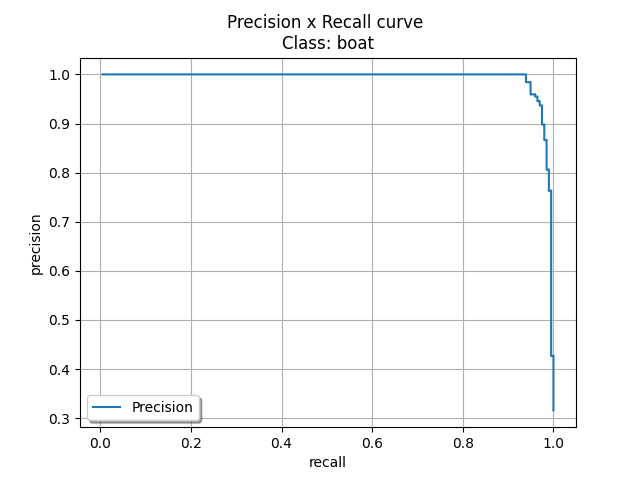 Precision x Recall curve
Class: boat
1.0
0.9
0.8
0.7
0.6
0.5
0.4
0.3
precision
Precision
0.0 0.2 0.4 0.6 0.8 1.0
recall